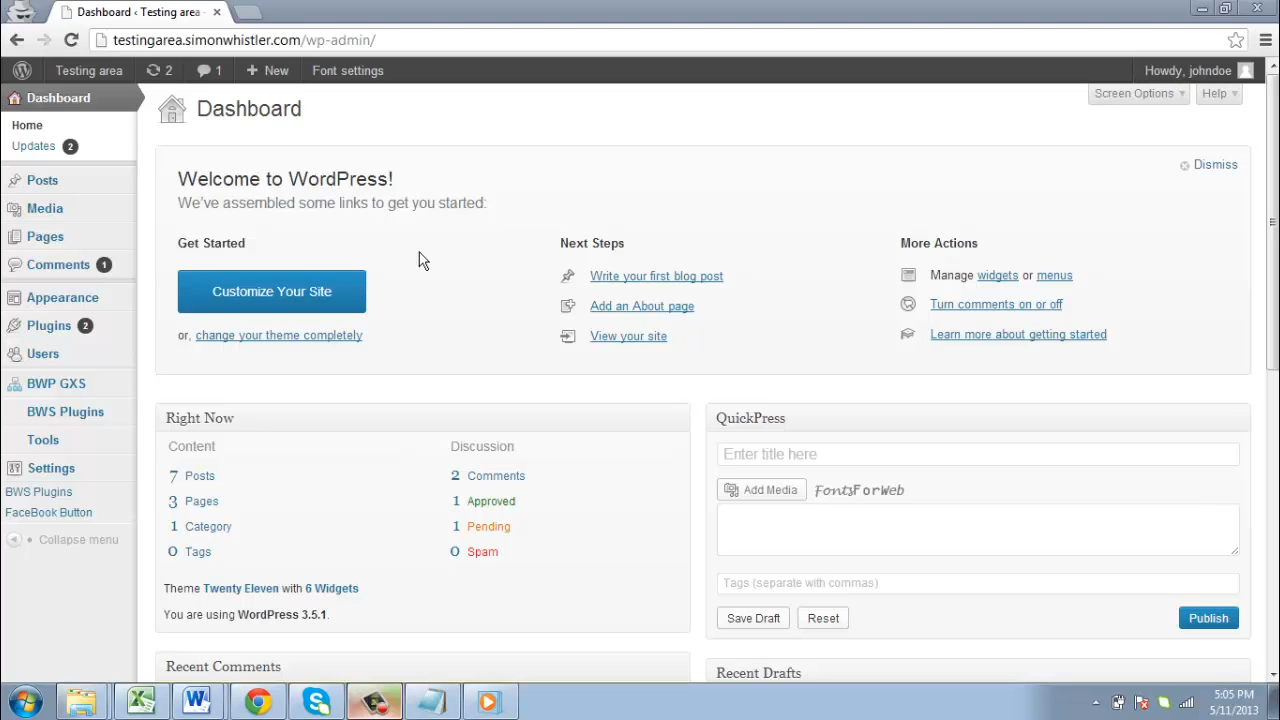 Dashboard ‹ Testing area -
testingarea.simonwhistler.com/wp-admin/
Testing area 2 1 + New Font settings Howdy, johndoe
Dashboard
Home
Updates 2
Posts
Media
Pages
Comments 1
Appearance
Plugins 2
Users
BWP GXS
BWS Plugins
Tools
Settings
BWS Plugins
FaceBook Button
Collapse menu
Dashboard
Screen Options Help
Welcome to WordPress!
Dismiss
We've assembled some links to get you started:
Get Started
Customize Your Site
or, change your theme completely
Next Steps
Write your first blog post
Add an About page
View your site
More Actions
Manage widgets or menus
Turn comments on or off
Learn more about getting started
Right Now
Content
7 Posts
3 Pages
1 Category
0 Tags
Discussion
2 Comments
1 Approved
1 Pending
0 Spam
Theme Twenty Eleven with 6 Widgets
You are using WordPress 3.5.1.
Recent Comments
QuickPress
Enter title here
Add Media FontsForWeb
Tags (separate with commas)
Save Draft Reset Publish
Recent Drafts
5:05 PM
5/11/2013